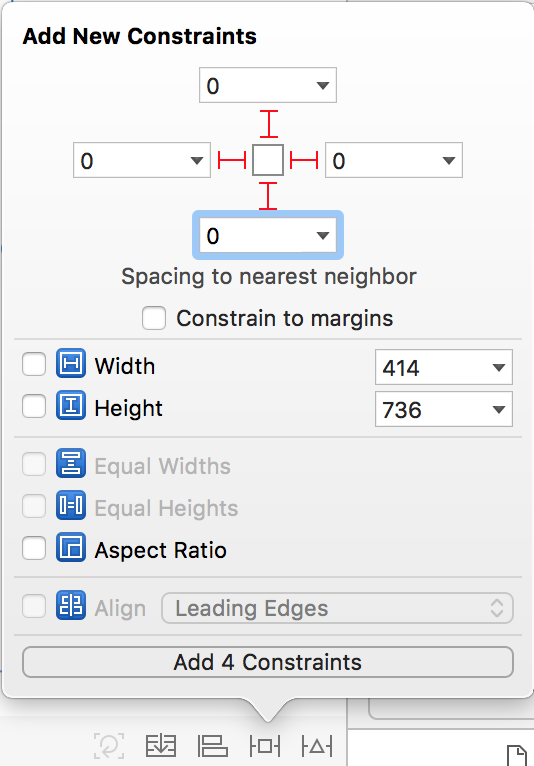 Add New Constraints
0
0 0
0
Spacing to nearest neighbor
Constrain to margins
Width 414
Height 736
Equal Widths
Equal Heights
Aspect Ratio
Align Leading Edges
Add 4 Constraints